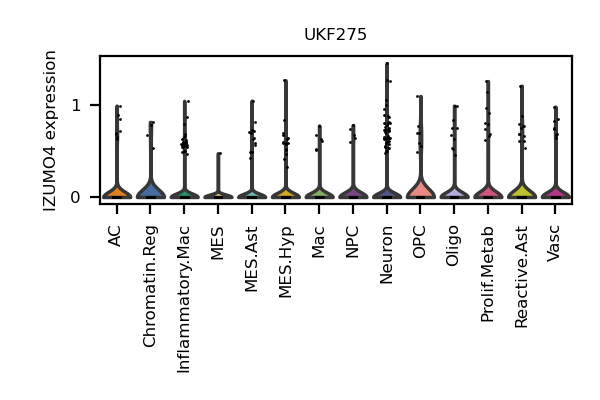 UKF275
IZUMO4 expression
1
0
AC
Chromatin.Reg
Inflammatory.Mac
MES
MES.Ast
MES.Hyp
Mac
NPC
Neuron
OPC
Oligo
Prolif.Metab
Reactive.Ast
Vasc